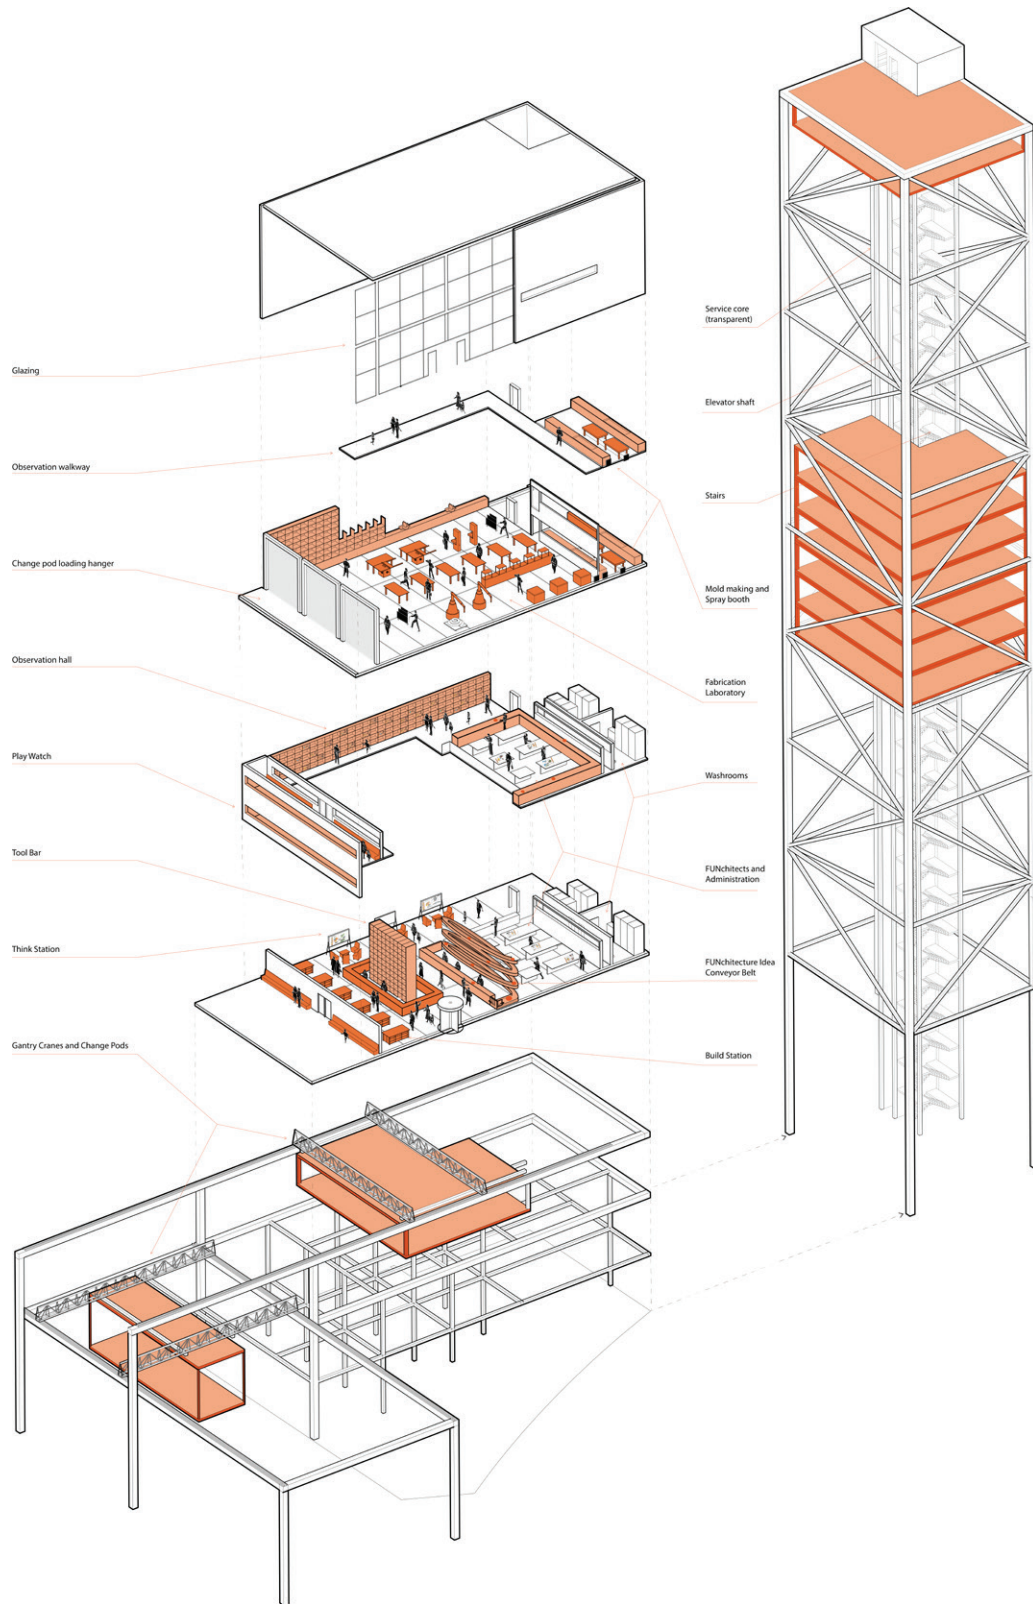 Glazing
Observation walkway
Change pod loading hanger
Observation hall
Play Watch
Tool Bar
Think Station
Gantry Cranes and Change Pods
Service core
(transparent)
Elevator shaft
Stairs
Mold making and
Spray booth
Fabrication
Laboratory
Washrooms
FUNchitects and
Administration
FUNchitecture Idea
Conveyor Belt
Build Station